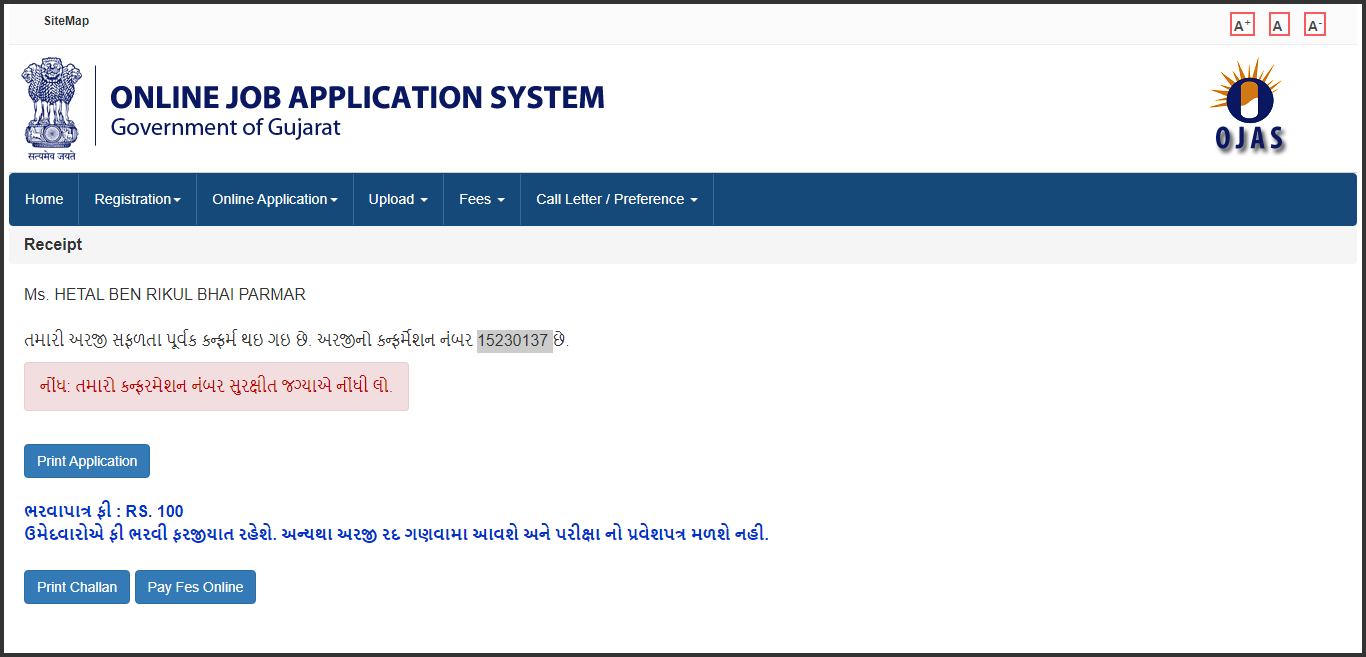 SiteMap
A+ A A-
सत्यमेव जयते
ONLINE JOB APPLICATION SYSTEM
Government of Gujarat
OJAS
Home Registration Online Application Upload Fees Call Letter / Preference
Receipt
Ms. HETAL BEN RIKUL BHAI PARMAR
તમારી અરજી સફળતા પૂર્વક કન્ફર્મ થઇ ગઇ છે. અરજીનો કન્ફર્મેશન નંબર 15230137 છે.
નોંધ: તમારો કન્ફરમેશન નંબર સુરક્ષીત જગ્યાએ નોંધી લો.
Print Application
ભરવાપાત્ર ફી : RS. 100
ઉમેદવારોએ ફી ભરવી ફરજીયાત રહેશે. અન્યથા અરજી રદ ગણવામા આવશે અને પરીક્ષા નો પ્રવેશપત્ર મળશે નહી.
Print Challan Pay Fes Online